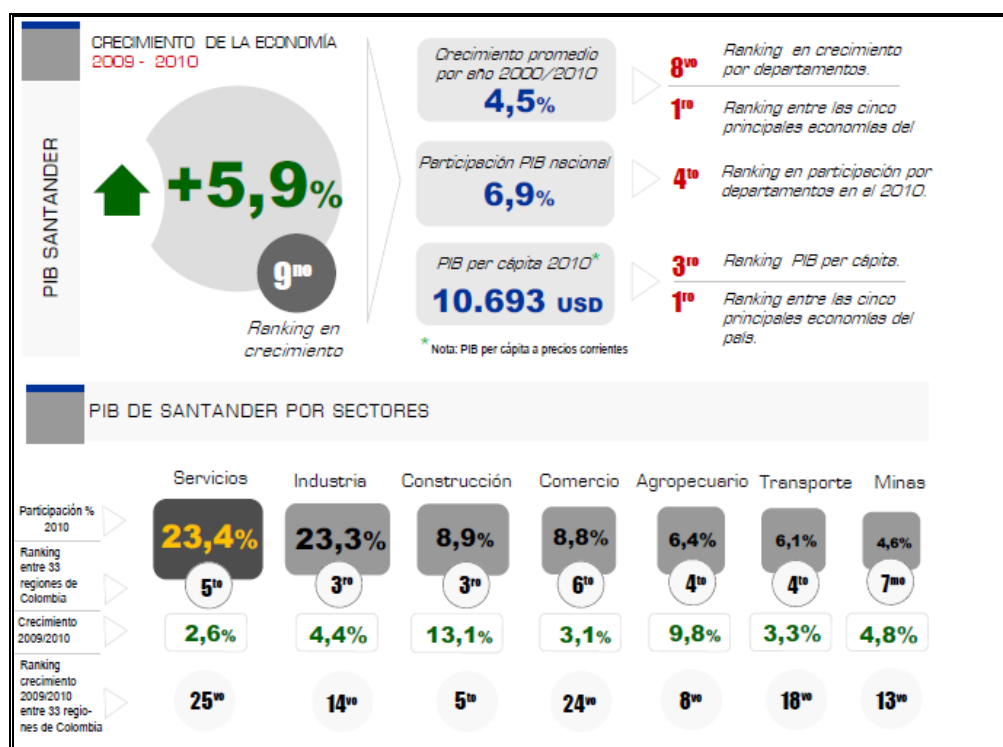 CRECIMIENTO DE LA ECONOMÍA
2009 - 2010
PIB SANTANDER
+5,9%
9no
Ranking en
crecimiento
Crecimiento promedio
por año 2000/2010
4,5%
8vo
Ranking en crecimiento
por departamentos.
1ro
Ranking entre las cinco
principales economías del
Participación PIB nacional
6,9%
4to
Ranking en participación por
departamentos en el 2010.
PIB per cápita 2010*
10.693 USD
3ro
Ranking PIB per cápita.
1ro
Ranking entre las cinco
principales economías del
país.
* Nota: PIB per cápita a precios corrientes
PIB DE SANTANDER POR SECTORES
Servicios Industria Construcción Comercio Agropecuario Transporte Minas
Participación %
2010
23,4% 23,3% 8,9% 8,8% 6,4% 6,1% 4,6%
Ranking
entre 33
regiones de
Colombia
5to 3ro 3ro 6to 4to 4to 7mo
Crecimiento
2009/2010
2,6% 4,4% 13,1% 3,1% 9,8% 3,3% 4,8%
Ranking
crecimiento
2009/2010
entre 33 regio-
nes de Colombia
25vo 14vo 5to 24vo 8vo 18vo 13vo